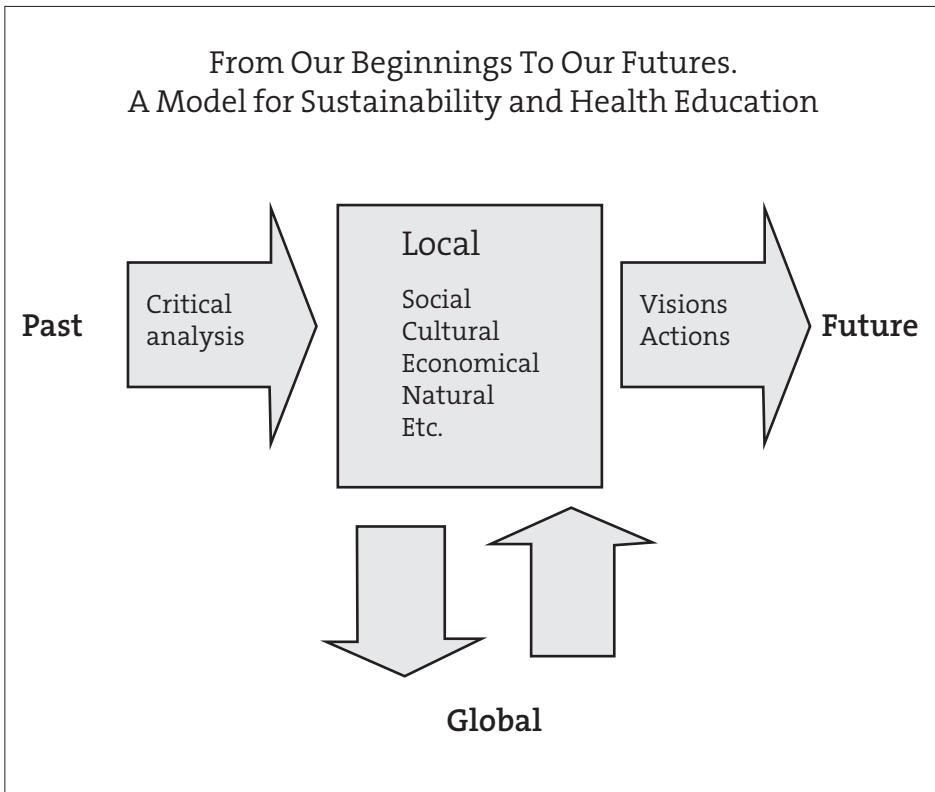 From Our Beginnings To Our Futures.
A Model for Sustainability and Health Education
Past
Critical
analysis
Local
Social
Cultural
Economical
Natural
Etc.
Visions
Actions
Future
Global